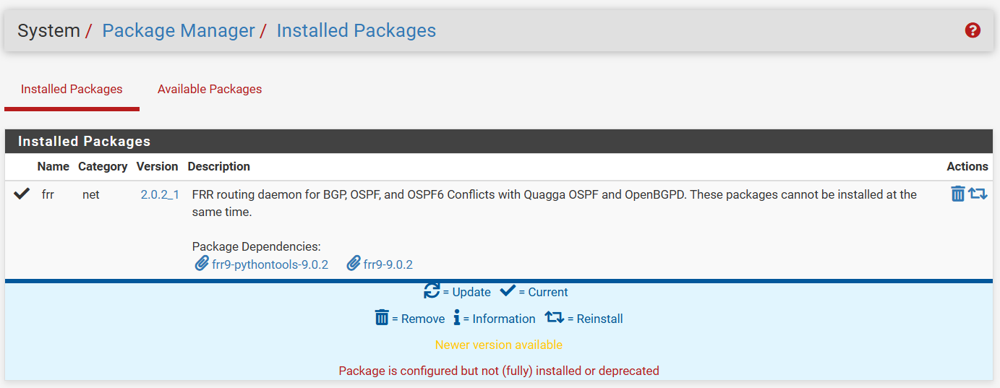 System / Package Manager / Installed Packages
Installed Packages Available Packages
Installed Packages
Name Category Version Description Actions
frr net 2.0.2_1 FRR routing daemon for BGP, OSPF, and OSPF6 Conflicts with Quagga OSPF and OpenBGPD. These packages cannot be installed at the
same time.
Package Dependencies:
frr9-pythontools-9.0.2 frr9-9.0.2
= Update = Current
= Remove = Information = Reinstall
Newer version available
Package is configured but not (fully) installed or deprecated